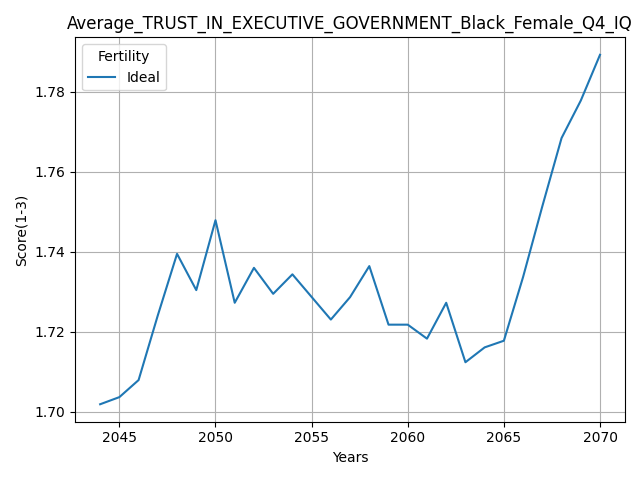 Average_TRUST_IN_EXECUTIVE_GOVERNMENT_Black_Female_Q4_IQ
Fertility
Ideal
1.78
1.76
1.74
1.72
1.70
Score(1-3)
2045 2050 2055 2060 2065 2070
Years